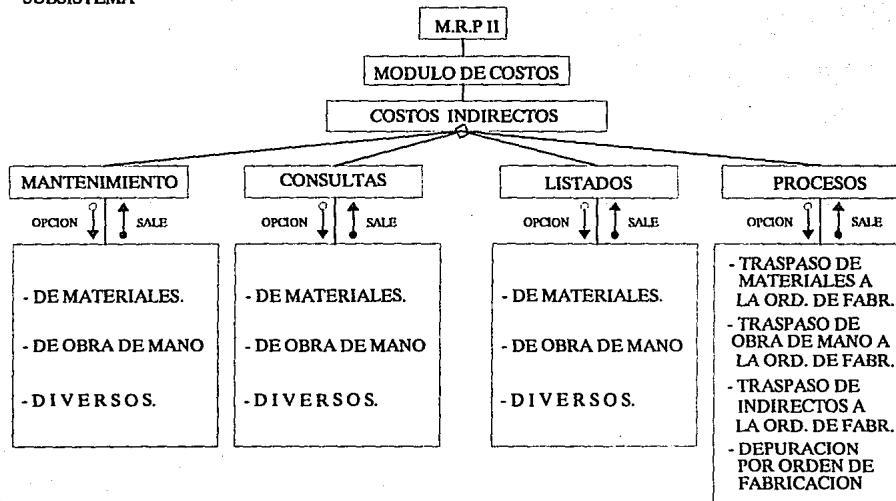 SUBSISTEMA
M.R.P II
MODULO DE COSTOS
COSTOS INDIRECTOS
MANTENIMIENTO
OPCION
SALE
- DE MATERIALES.
- DE OBRA DE MANO
- D I V E R S O S.
CONSULTAS
OPCION
SALE
- DE MATERIALES.
- DE OBRA DE MANO
- D I V E R S O S.
LISTADOS
OPCION
SALE
- DE MATERIALES.
- DE OBRA DE MANO
- D I V E R S O S.
PROCESOS
OPCION
SALE
- TRASPASO DE
MATERIALES A
LA ORD. DE FABR.
- TRASPASO DE
OBRA DE MANO A
LA ORD. DE FABR.
- TRASPASO DE
INDIRECTOS A
LA ORD. DE FABR.
- DEPURACION
POR ORDEN DE
FABRICACION